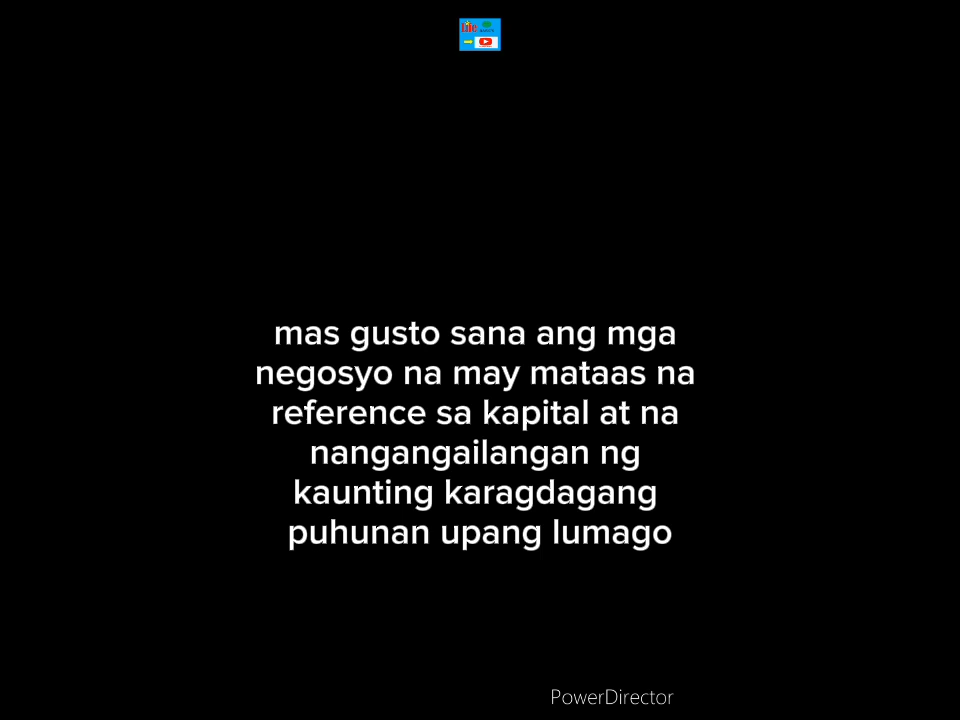 Life
mas gusto sana ang mga
negosyo na may mataas na
reference sa kapital at na
nangangailangan ng
kaunting karagdagang
puhunan upang lumago
PowerDirector